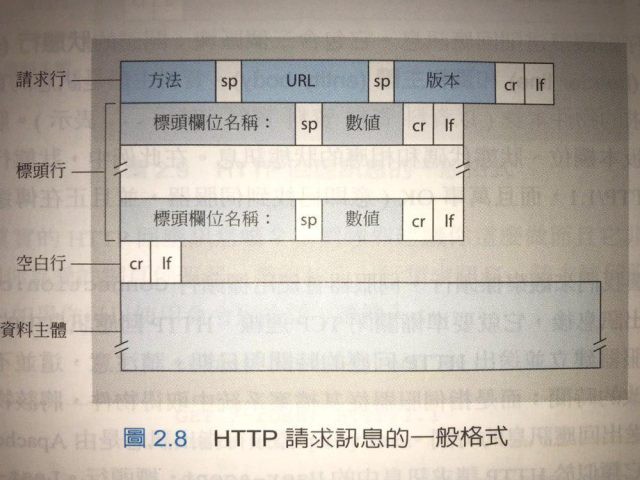 請求行 方法 sp URL sp 版本 cr lf
標頭欄位名稱： sp 數值 cr lf
標頭行
標頭欄位名稱： sp 數值 cr lf
空白行 cr lf
資料主體
圖 2.8 HTTP 請求訊息的一般格式